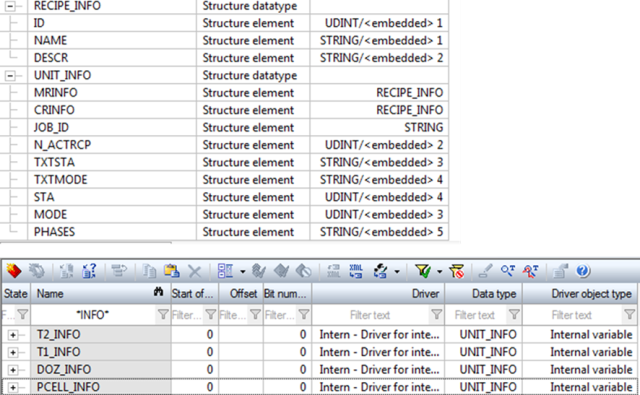 RECIPE_INFO Structure datatype
ID Structure element UDINT/<embedded> 1
NAME Structure element STRING/<embedded> 1
DESCR Structure element STRING/<embedded> 2
UNIT_INFO Structure datatype
MRINFO Structure element RECIPE_INFO
CRINFO Structure element RECIPE_INFO
JOB_ID Structure element STRING
N_ACTRCP Structure element UDINT/<embedded> 2
TXTSTA Structure element STRING/<embedded> 3
TXTMODE Structure element STRING/<embedded> 4
STA Structure element UDINT/<embedded> 4
MODE Structure element UDINT/<embedded> 3
PHASES Structure element STRING/<embedded> 5
XML
State Name Start of... Offset Bit num... Driver Data type Driver object type
F... *INFO* Filter... Filte... Filter... Filter text Filter text Filter text
T2_INFO 0 0 Intern - Driver for inte... UNIT_INFO Internal variable
T1_INFO 0 0 Intern - Driver for inte... UNIT_INFO Internal variable
DOZ_INFO 0 0 Intern - Driver for inte... UNIT_INFO Internal variable
PCELL_INFO 0 0 Intern - Driver for inte... UNIT_INFO Internal variable